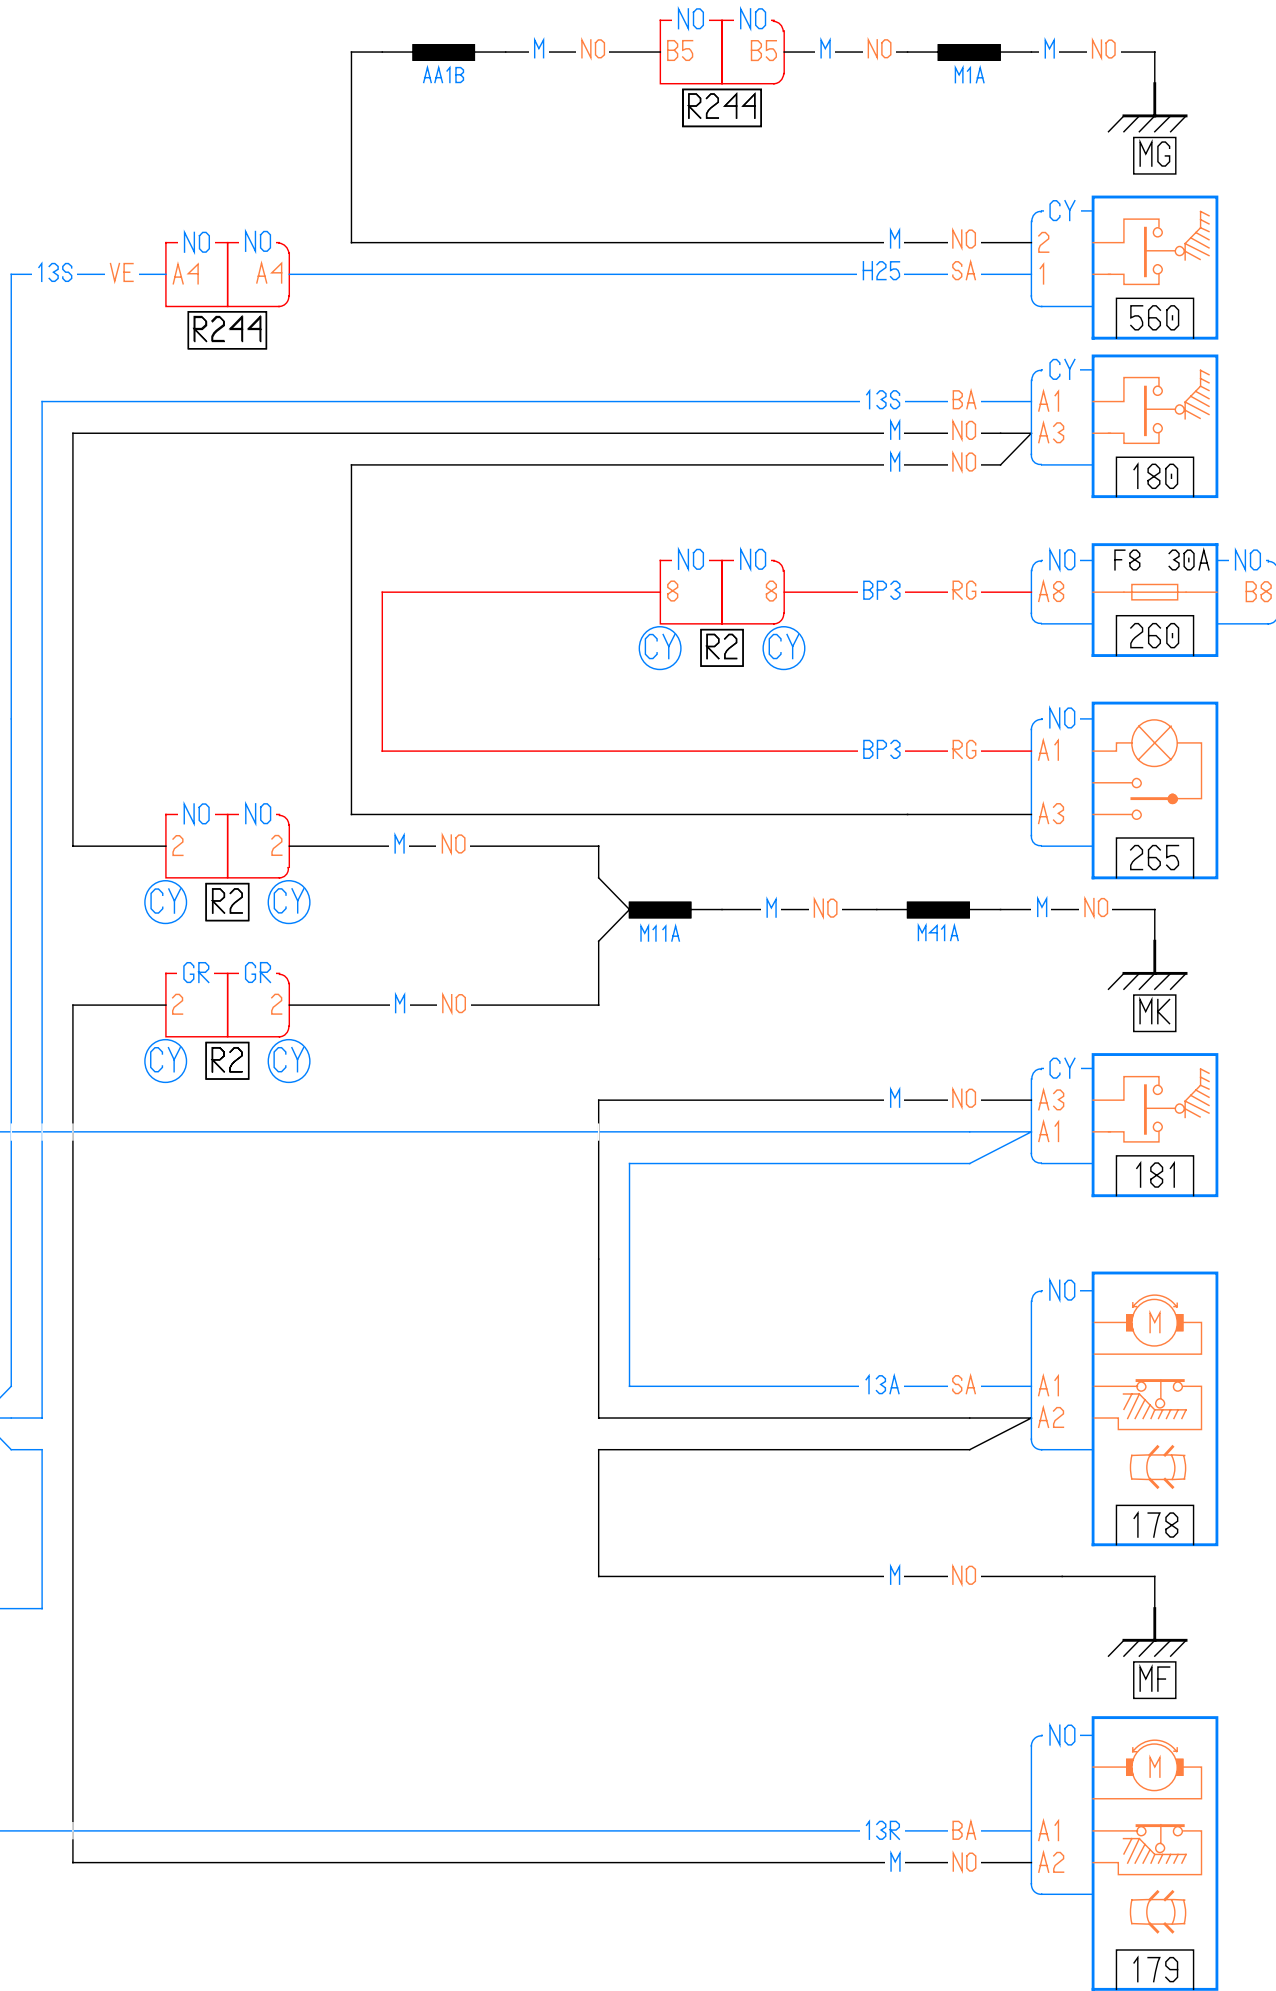 NO NO
B5 B5
M NO M NO M NO
AA1B M1A
R244
MG
CY
NO NO
M NO 2
13S VE A4 A4 H25 SA 1
R244
560
CY
13S BA A1
M NO A3
M NO
180
NO NO NO F8 30A NO
8 8 BP3 RG A8 B8
CY R2 CY 260
NO
BP3 RG A1
A3
265
NO NO
2 2 M NO
CY R2 CY
M NO M NO
M11A M41A
GR GR
2 2 M NO
MK
CY R2 CY
CY
M NO A3
A1
181
NO
M
13A SA A1
A2
178
M NO
MF
NO
M
13R BA A1
M NO A2
179